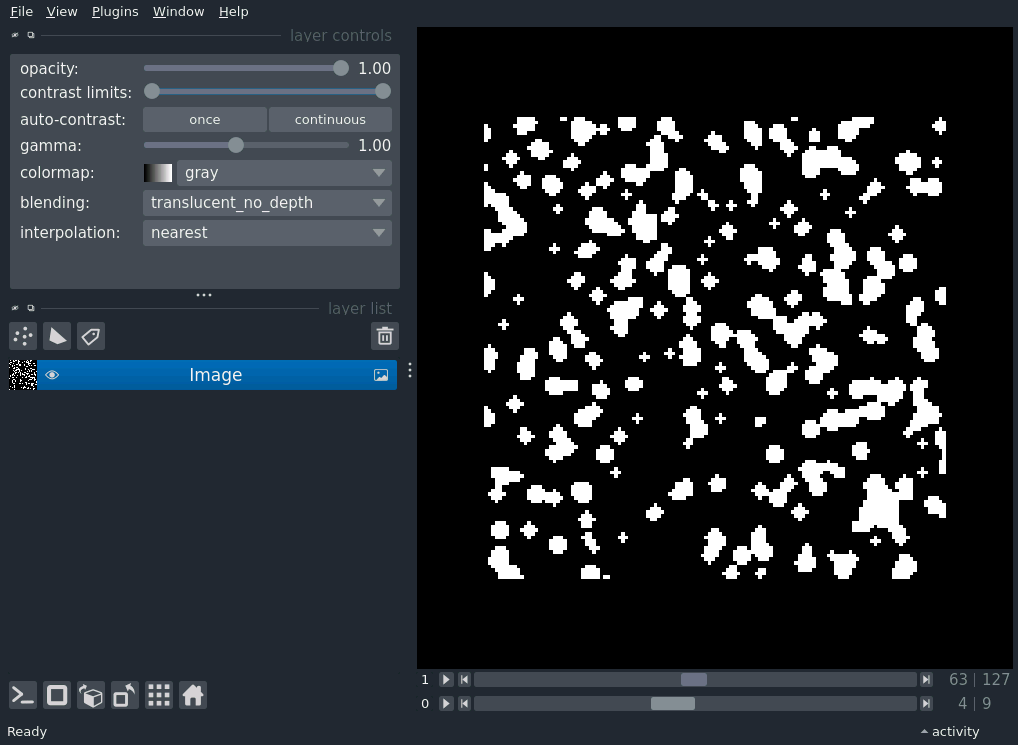 File View Plugins Window Help
layer controls
opacity: 1.00
contrast limits:
auto-contrast: once continuous
gamma: 1.00
colormap: gray
blending: translucent_no_depth
interpolation: nearest
layer list
Image
1 63 | 127
0 4 | 9
Ready activity